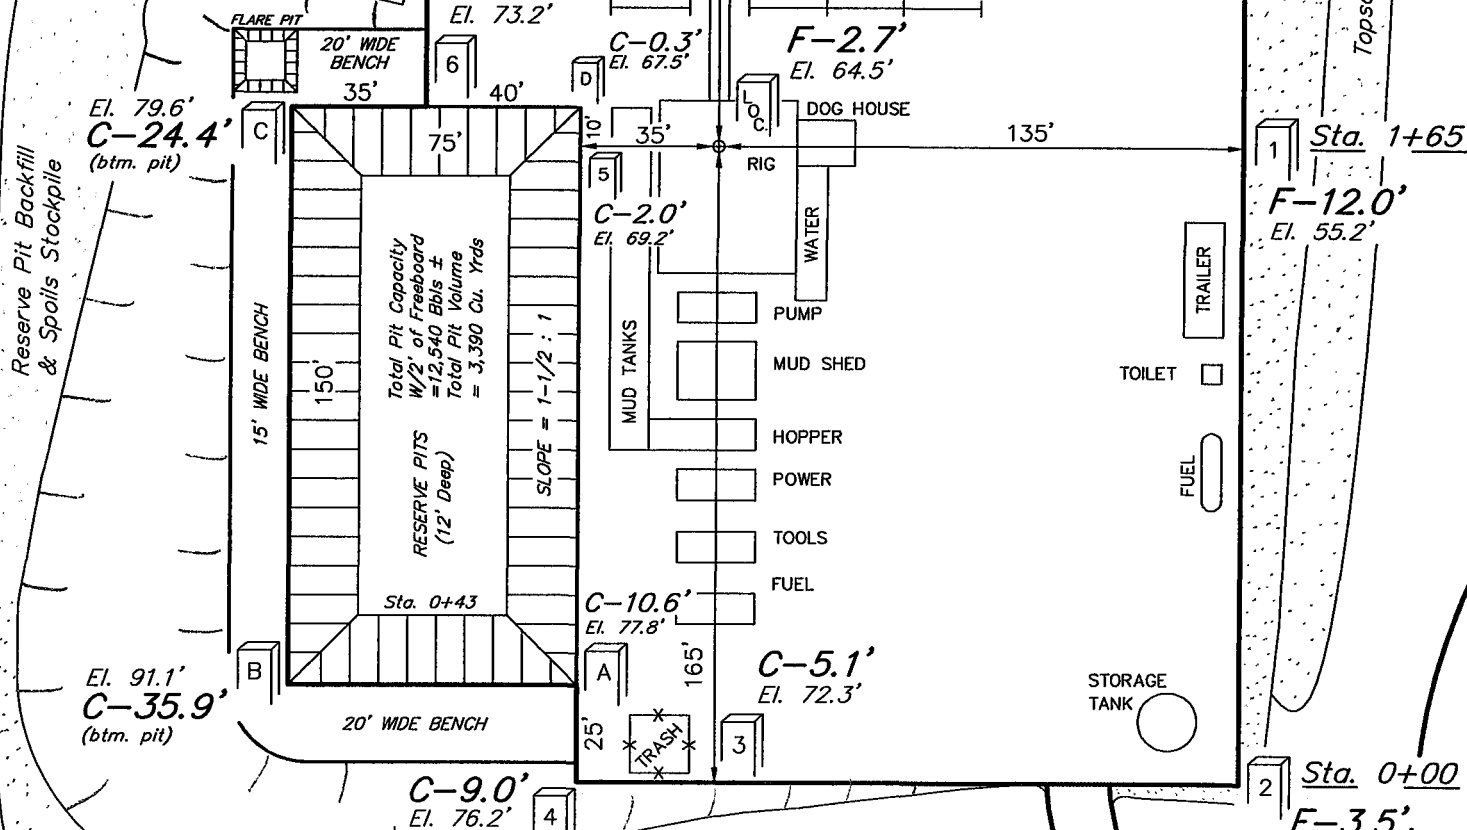 FLARE PIT
20' WIDE
BENCH
El. 73.2'
6
C-0.3'
El. 67.5'
F-2.7'
El. 64.5'
D
35'
40'
El. 79.6'
C-24.4'
(btm. pit)
C
75'
10'
35'
L
O
C.
DOG HOUSE
RIG
135'
1
Sta. 1+65
F-12.0'
El. 55.2'
Topso
5
C-2.0'
El. 69.2'
WATER
TRAILER
Reserve Pit Backfill
& Spoils Stockpile
15' WIDE BENCH
150'
Total Pit Capacity
W/2' of Freeboard
=12,540 Bbls ±
Total Pit Volume
= 3,390 Cu. Yrds
RESERVE PITS
(12' Deep)
SLOPE = 1-1/2 : 1
MUD TANKS
PUMP
MUD SHED
TOILET
HOPPER
POWER
FUEL
TOOLS
FUEL
Sta. 0+43
C-10.6'
El. 77.8'
El. 91.1'
C-35.9'
(btm. pit)
B
A
165'
C-5.1'
El. 72.3'
STORAGE
TANK
20' WIDE BENCH
25'
TRASH
3
C-9.0'
El. 76.2'
4
2
Sta. 0+00
F-3.5'